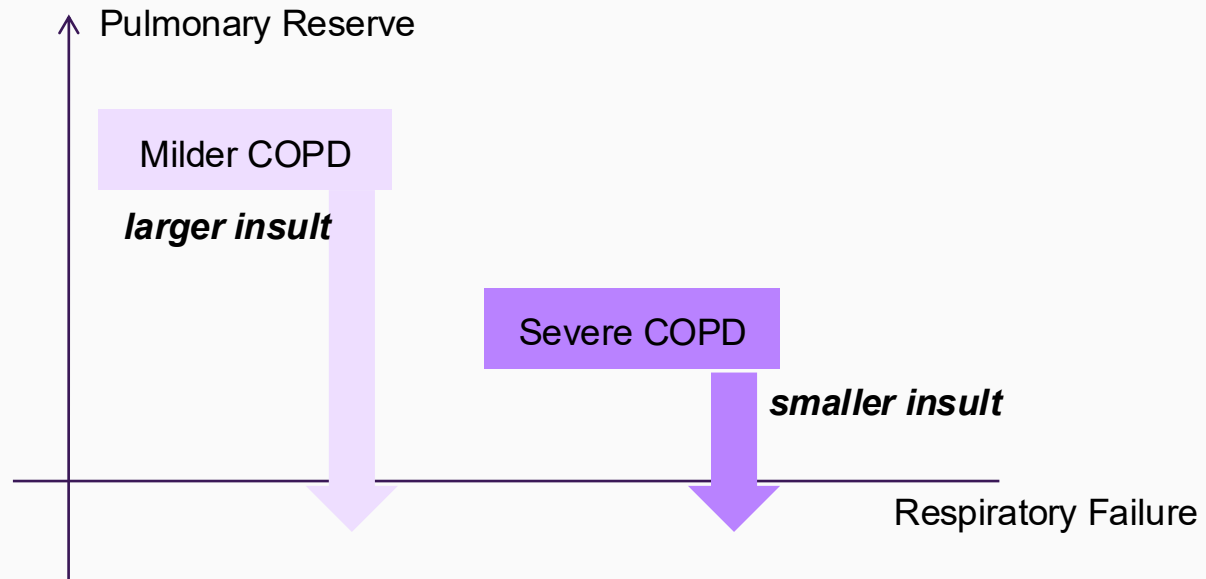 Pulmonary Reserve
Milder COPD
larger insult
Severe COPD
smaller insult
Respiratory Failure